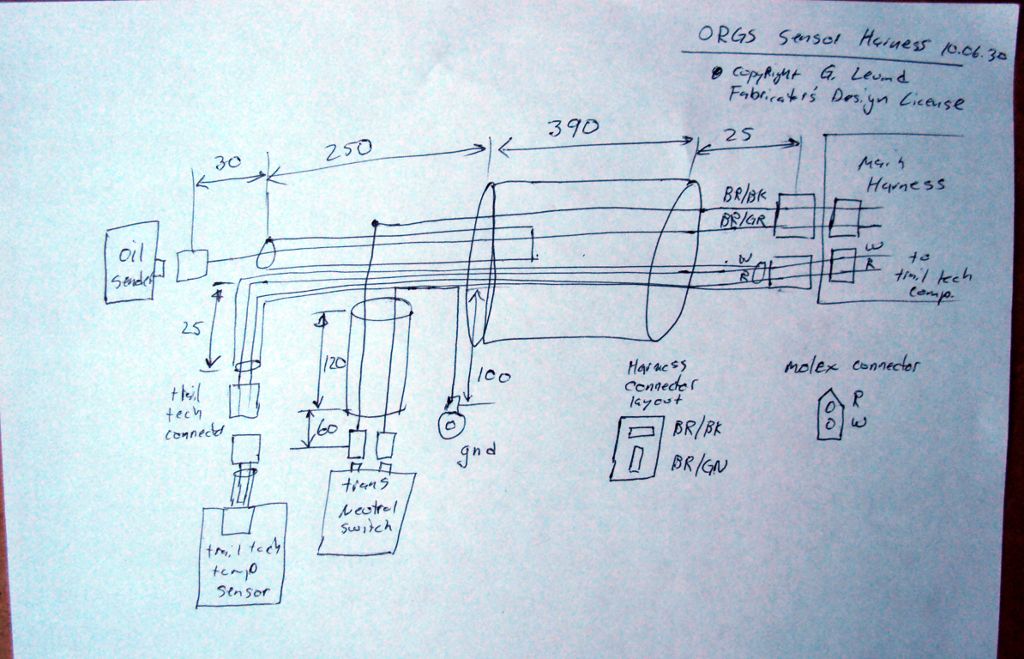 ORGS Sensor Harness 10.06.30
Copyright G. Leund
Fabricator's Design License
30
250
390
25
Main
Harness
BR/BK
BR/GR
oil
sender
W
R
W
R
to
trail tech
comp.
25
120
100
60
trail
tech
connector
gnd
trans
Neutral
switch
trail tech
temp
sensor
Harness
Connector
layout
BR/BK
BR/GN
Molex connector
R
W